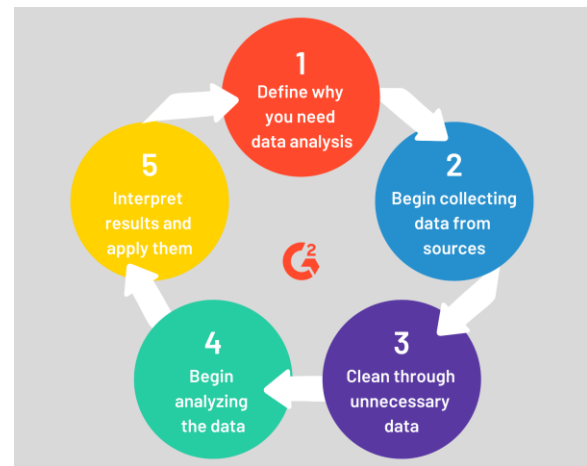 1
Define why
you need
data analysis
2
Begin collecting
data from
sources
3
Clean through
unnecessary
data
4
Begin
analyzing
the data
5
Interpret
results and
apply them
G2